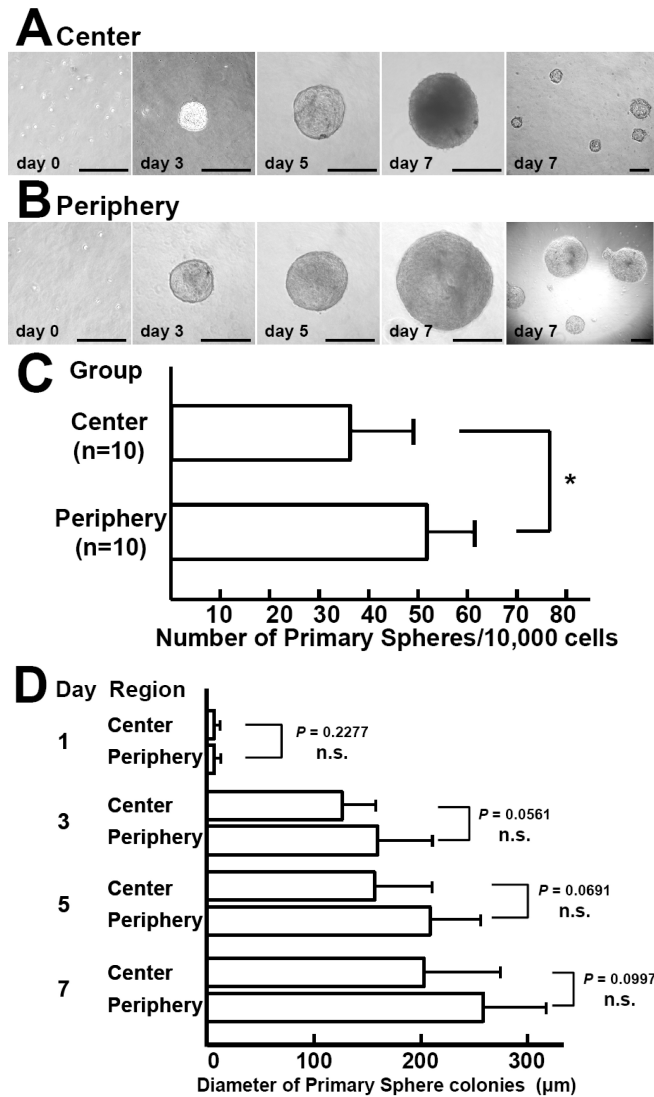 A Center
day 0 day 3 day 5 day 7 day 7
B Periphery
day 0 day 3 day 5 day 7 day 7
C Group
Center
(n=10)
*
Periphery
(n=10)
10 20 30 40 50 60 70 80
Number of Primary Spheres/10,000 cells
D Day Region
1 Center P = 0.2277
Periphery n.s.
3 Center P = 0.0561
Periphery n.s.
5 Center P = 0.0691
Periphery n.s.
7 Center P = 0.0997
Periphery n.s.
0 100 200 300
Diameter of Primary Sphere colonies (μm)